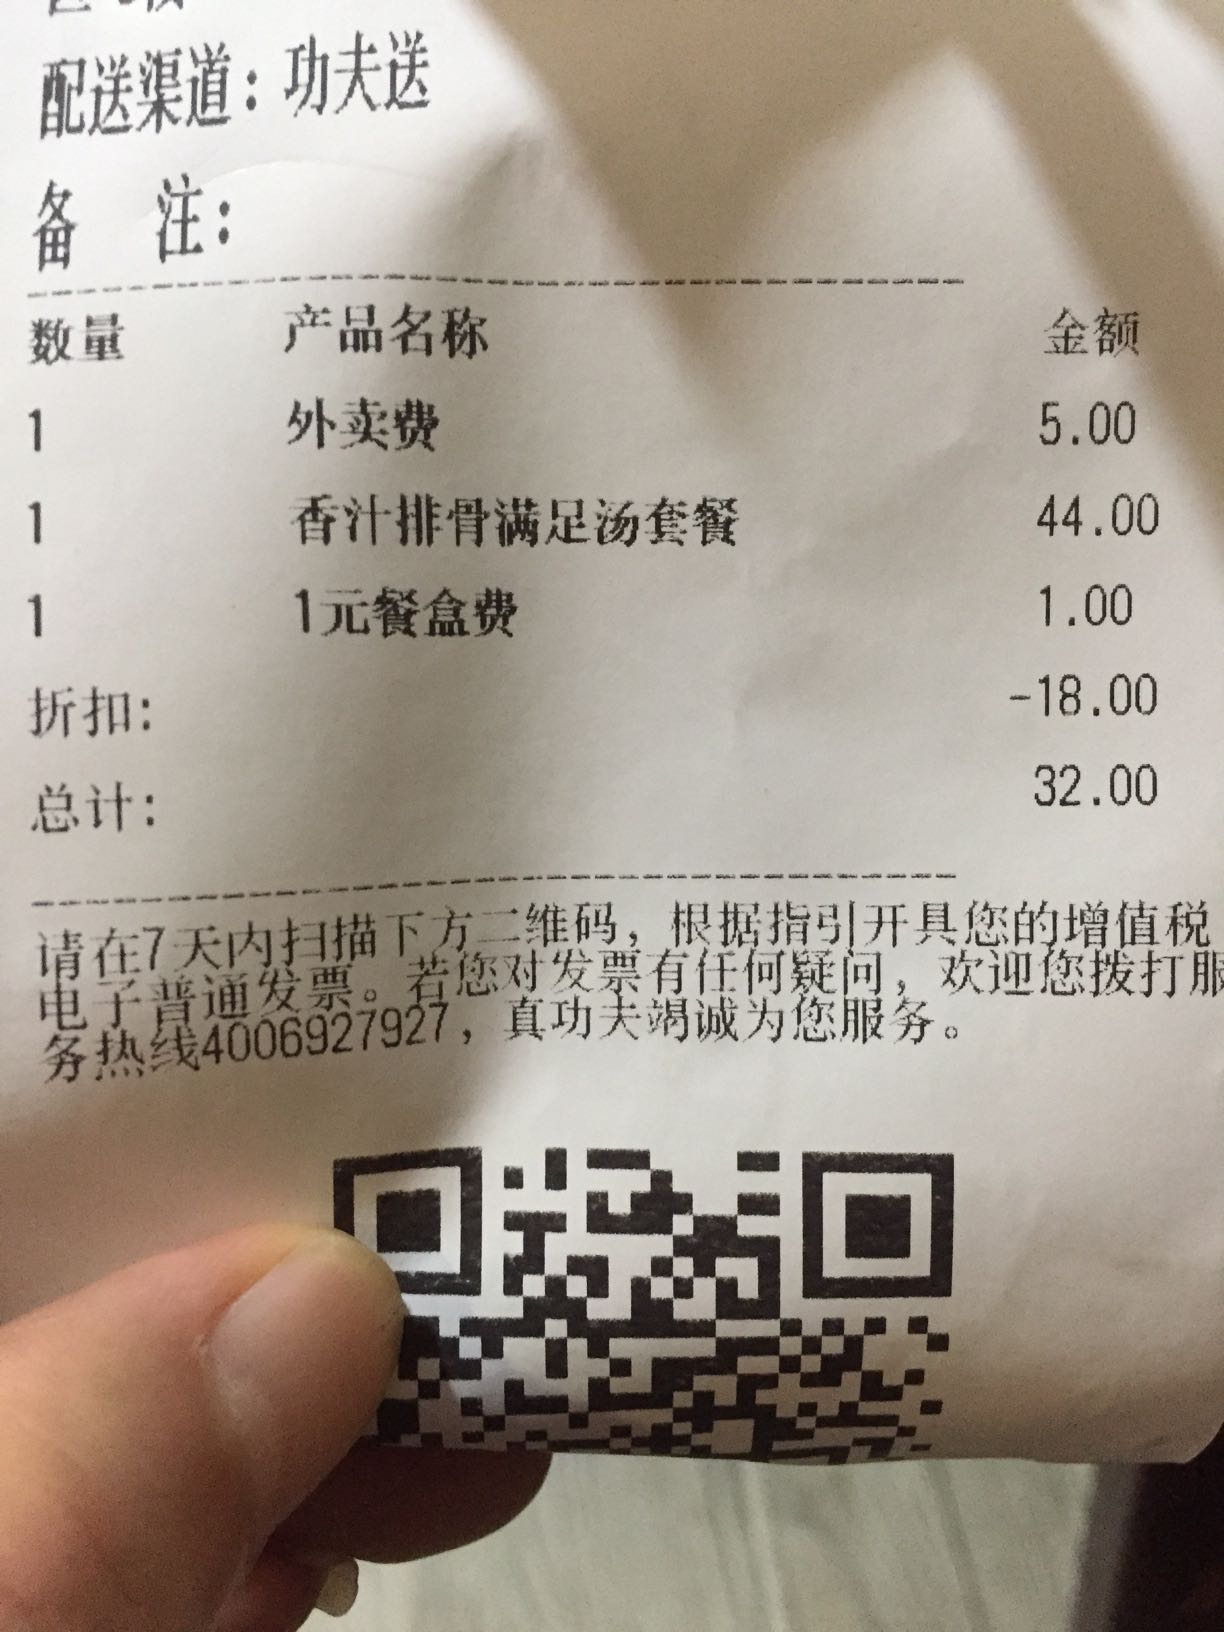 配送渠道：功夫送
备 注：
数量 产品名称 金额
1 外卖费 5.00
1 香汁排骨满足汤套餐 44.00
1 1元餐盒费 1.00
折扣： -18.00
总计： 32.00
请在7天内扫描下方二维码，根据指引开具您的增值税
电子普通发票。若您对发票有任何疑问，欢迎您拨打服
务热线4006927927，真功夫竭诚为您服务。